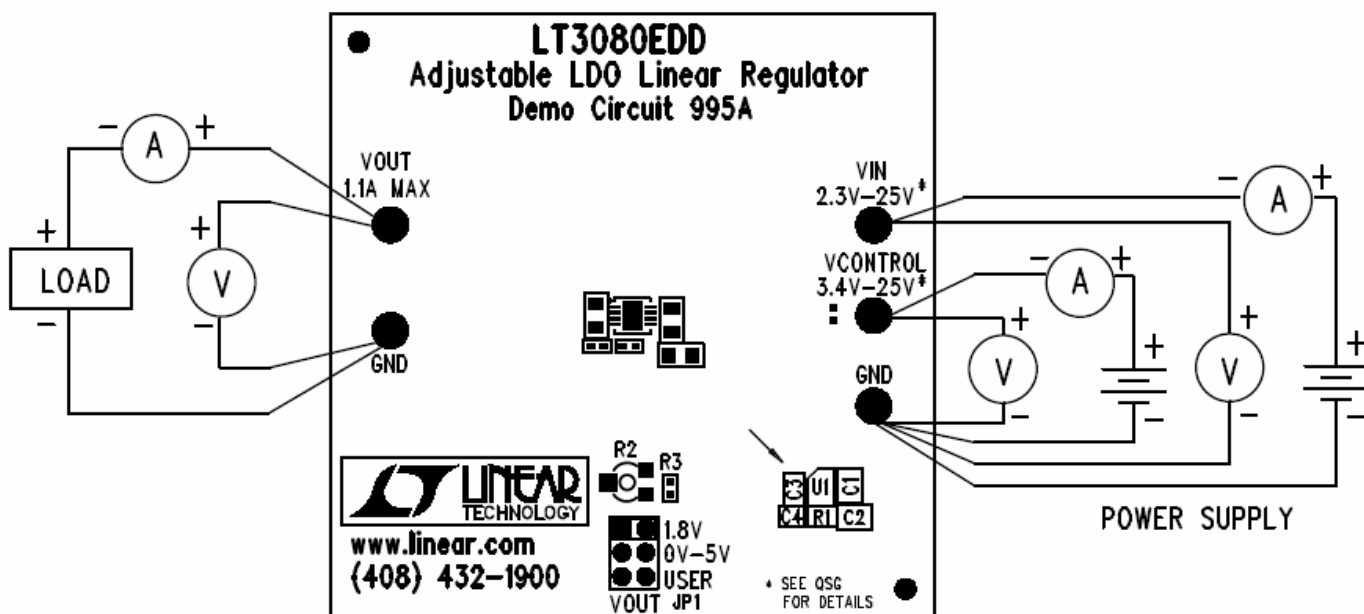 LT3080EDD
Adjustable LDO Linear Regulator
Demo Circuit 995A
- A +
VOUT
1.1A MAX
+
LOAD
-
+
V
-
GND
VIN
2.3V-25V*
- A +
VCONTROL
3.4V-25V*
- A +
GND
+
V
-
+
-
+
V
-
+
-
POWER SUPPLY
R2
R3
C3 U1 C1
C4 R1 C2
LT LINEAR
TECHNOLOGY
www.linear.com
(408) 432-1900
1.8V
0V-5V
USER
VOUT JP1
* SEE QSG
FOR DETAILS